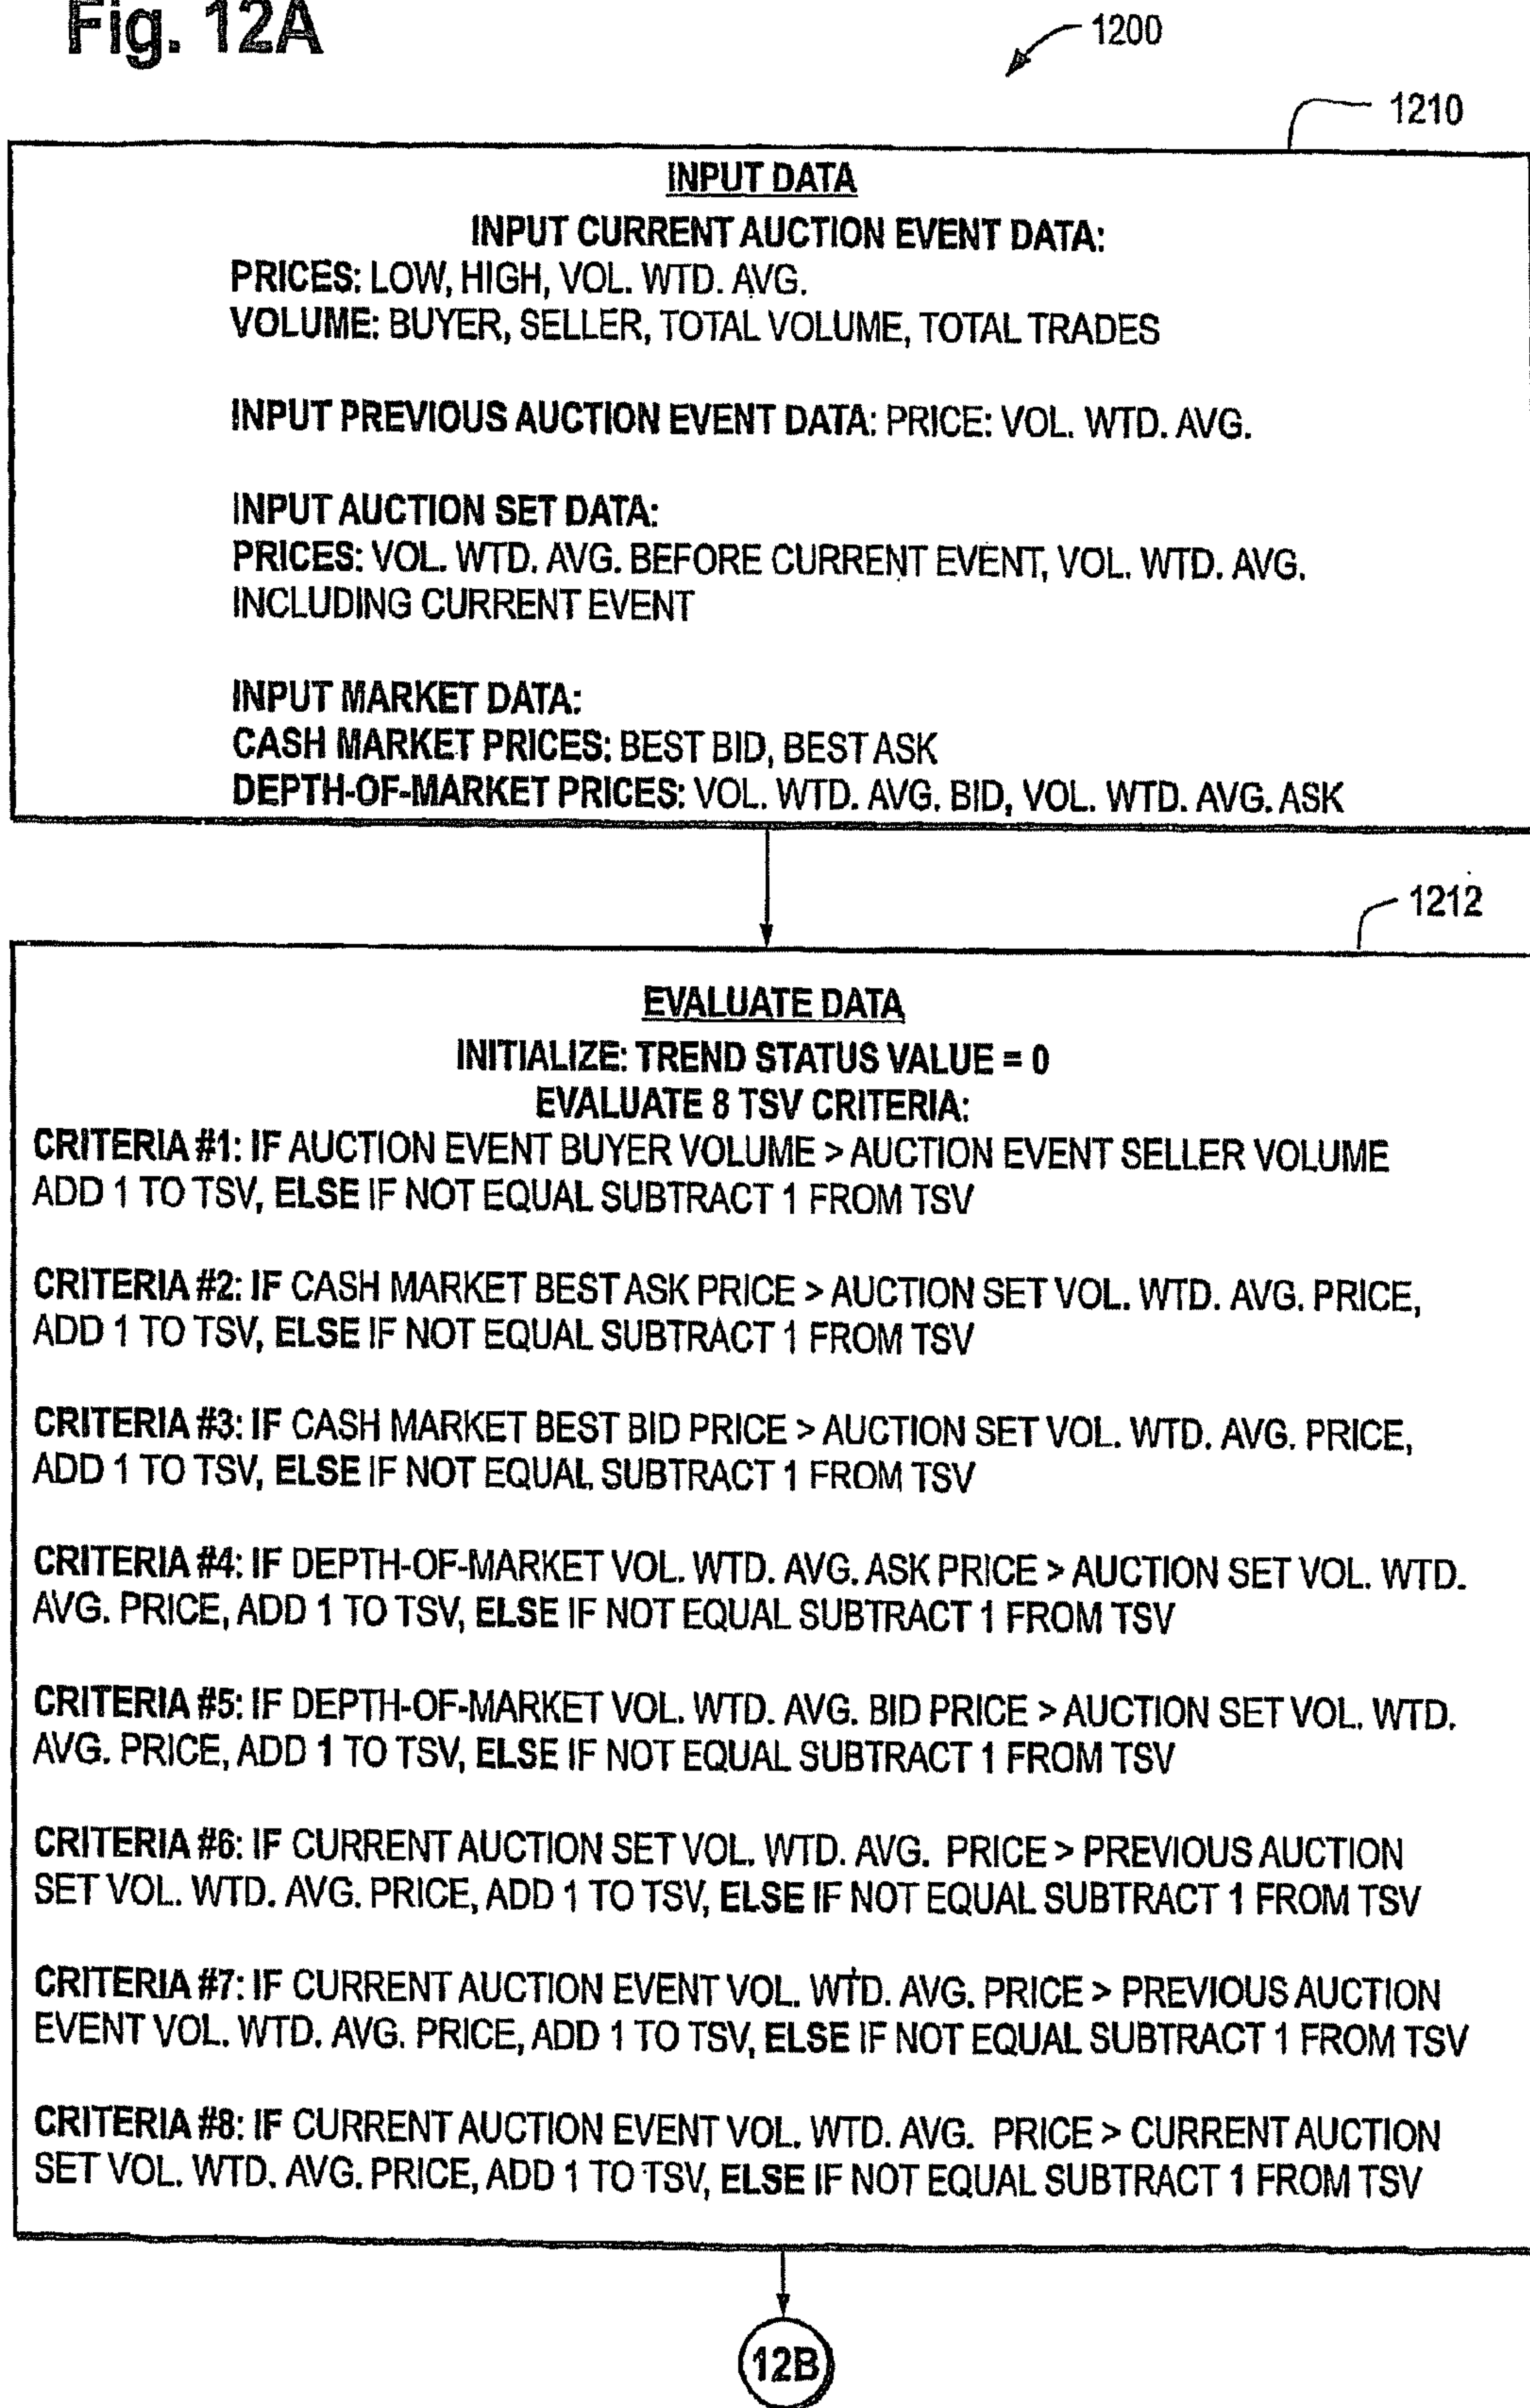 Fig. 12A
1200
1210
INPUT DATA
INPUT CURRENT AUCTION EVENT DATA:
PRICES: LOW, HIGH, VOL. WTD. AVG.
VOLUME: BUYER, SELLER, TOTAL VOLUME, TOTAL TRADES
INPUT PREVIOUS AUCTION EVENT DATA: PRICE: VOL. WTD. AVG.
INPUT AUCTION SET DATA:
PRICES: VOL. WTD. AVG. BEFORE CURRENT EVENT, VOL. WTD. AVG.
INCLUDING CURRENT EVENT
INPUT MARKET DATA:
CASH MARKET PRICES: BEST BID, BEST ASK
DEPTH-OF-MARKET PRICES: VOL. WTD. AVG. BID, VOL. WTD. AVG. ASK
1212
EVALUATE DATA
INITIALIZE: TREND STATUS VALUE = 0
EVALUATE 8 TSV CRITERIA:
CRITERIA #1: IF AUCTION EVENT BUYER VOLUME > AUCTION EVENT SELLER VOLUME
ADD 1 TO TSV, ELSE IF NOT EQUAL SUBTRACT 1 FROM TSV
CRITERIA #2: IF CASH MARKET BEST ASK PRICE > AUCTION SET VOL. WTD. AVG. PRICE,
ADD 1 TO TSV, ELSE IF NOT EQUAL SUBTRACT 1 FROM TSV
CRITERIA #3: IF CASH MARKET BEST BID PRICE > AUCTION SET VOL. WTD. AVG. PRICE,
ADD 1 TO TSV, ELSE IF NOT EQUAL SUBTRACT 1 FROM TSV
CRITERIA #4: IF DEPTH-OF-MARKET VOL. WTD. AVG. ASK PRICE > AUCTION SET VOL. WTD.
AVG. PRICE, ADD 1 TO TSV, ELSE IF NOT EQUAL SUBTRACT 1 FROM TSV
CRITERIA #5: IF DEPTH-OF-MARKET VOL. WTD. AVG. BID PRICE > AUCTION SET VOL. WTD.
AVG. PRICE, ADD 1 TO TSV, ELSE IF NOT EQUAL SUBTRACT 1 FROM TSV
CRITERIA #6: IF CURRENT AUCTION SET VOL. WTD. AVG. PRICE > PREVIOUS AUCTION
SET VOL. WTD. AVG. PRICE, ADD 1 TO TSV, ELSE IF NOT EQUAL SUBTRACT 1 FROM TSV
CRITERIA #7: IF CURRENT AUCTION EVENT VOL. WTD. AVG. PRICE > PREVIOUS AUCTION
EVENT VOL. WTD. AVG. PRICE, ADD 1 TO TSV, ELSE IF NOT EQUAL SUBTRACT 1 FROM TSV
CRITERIA #8: IF CURRENT AUCTION EVENT VOL. WTD. AVG. PRICE > CURRENT AUCTION
SET VOL. WTD. AVG. PRICE, ADD 1 TO TSV, ELSE IF NOT EQUAL SUBTRACT 1 FROM TSV
12B